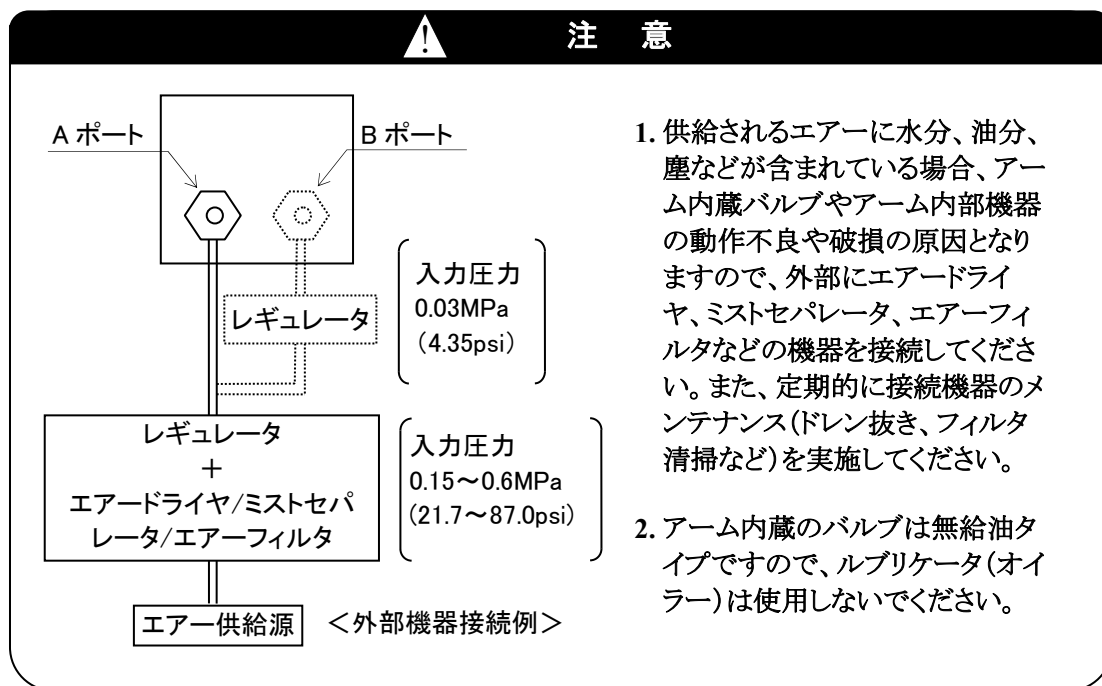 注 意
A ポート
B ポート
入力圧力
0.03MPa
(4.35psi)
レギュレータ
レギュレータ
+
エアードライヤ/ミストセパ
レータ/エアーフィルタ
入力圧力
0.15～0.6MPa
(21.7～87.0psi)
エアー供給源
＜外部機器接続例＞
1. 供給されるエアーに水分、油分、
塵などが含まれている場合、アー
ム内蔵バルブやアーム内部機器
の動作不良や破損の原因となり
ますので、外部にエアードライ
ヤ、ミストセパレータ、エアーフィ
ルタなどの機器を接続してくださ
い。また、定期的に接続機器のメ
ンテナンス(ドレン抜き、フィルタ
清掃など)を実施してください。
2. アーム内蔵のバルブは無給油タ
イプですので、ルブリケータ(オイ
ラー)は使用しないでください。